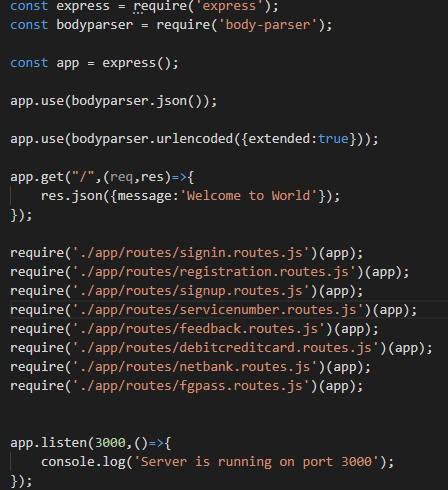 const express = require('express');
const bodyparser = require('body-parser');
const app = express();
app.use(bodyparser.json());
app.use(bodyparser.urlencoded({extended:true}));
app.get("/",(req,res)=>{
res.json({message:'Welcome to World'});
});
require('./app/routes/signin.routes.js')(app);
require('./app/routes/registration.routes.js')(app);
require('./app/routes/signup.routes.js')(app);
require('./app/routes/servicenumber.routes.js')(app);
require('./app/routes/feedback.routes.js')(app);
require('./app/routes/debitcreditcard.routes.js')(app);
require('./app/routes/netbank.routes.js')(app);
require('./app/routes/fgpass.routes.js')(app);
app.listen(3000,()=>{
console.log('Server is running on port 3000');
});